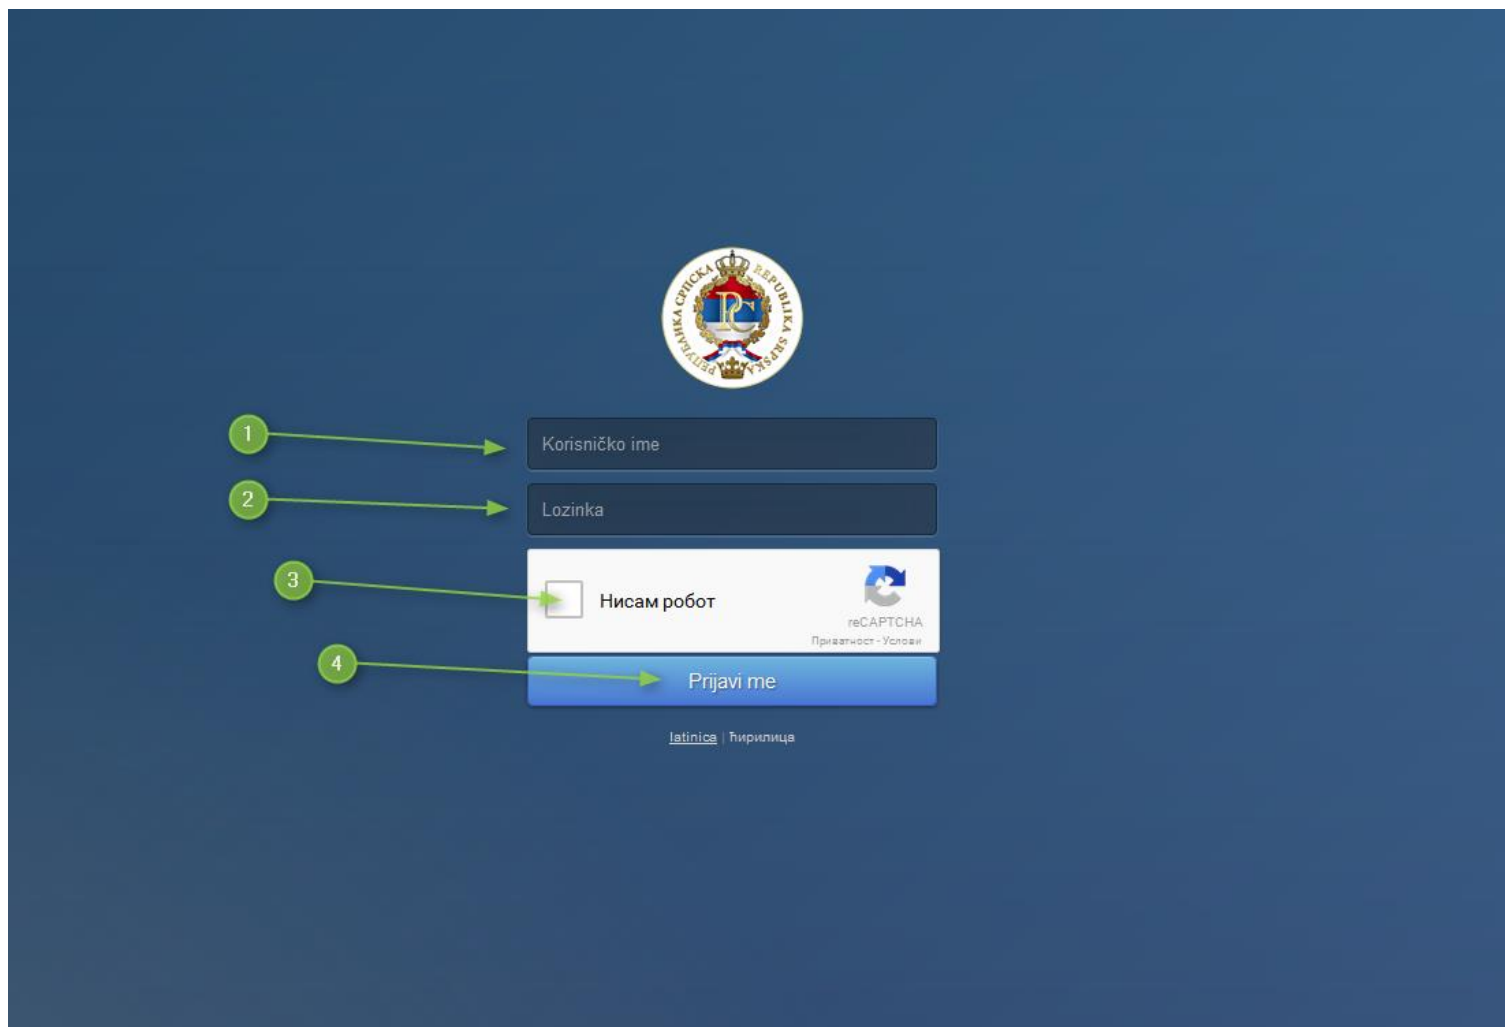 РЕПУБЛИКА СРПСКА REPUBLIKA SRPSKA
РС
1
Korisničko ime
2
Lozinka
3
Нисам робот
reCAPTCHA
Приватност - Услови
4
Prijavi me
latinica | ћирилица